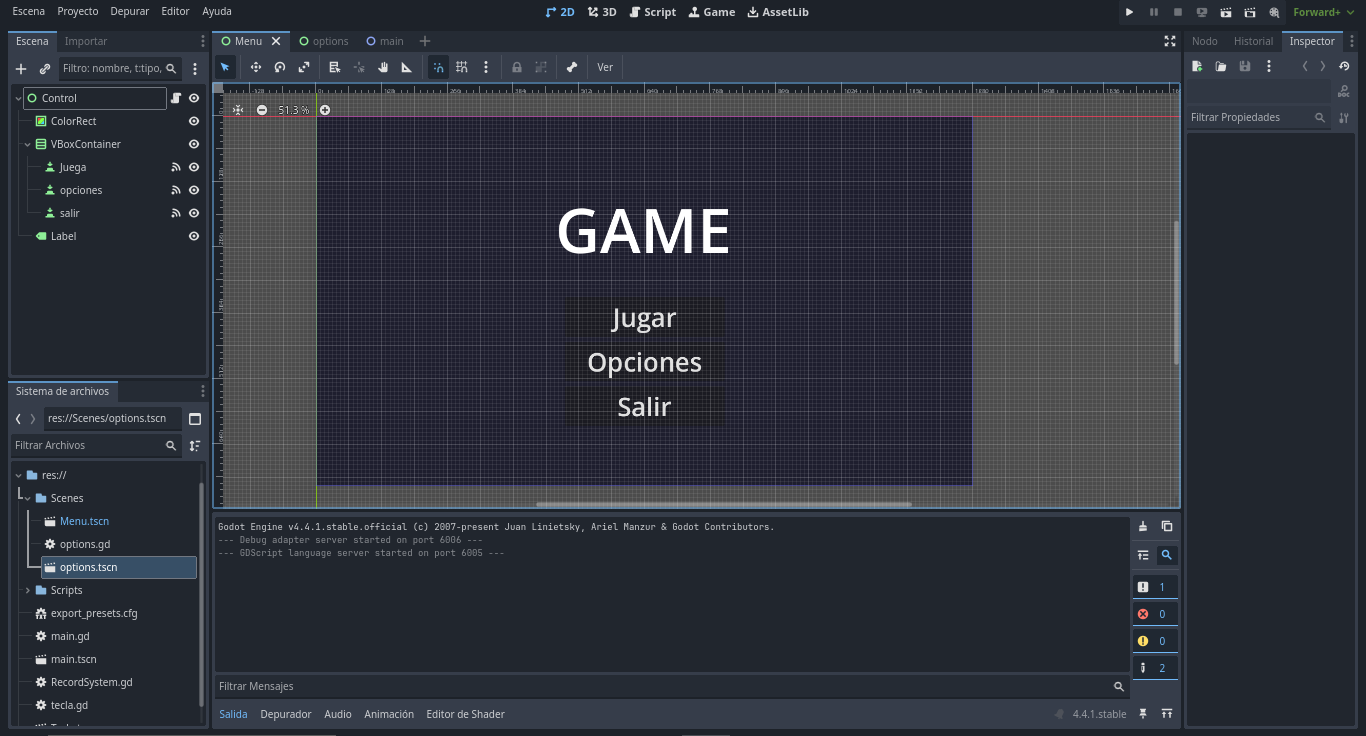 Escena Proyecto Depurar Editor Ayuda 2D 3D Script Game AssetLib Forward+
Escena Importar
Menu options main
Nodo Historial Inspector
Filtro: nombre, t:tipo,
Ver
Control
51.3 %
ColorRect
Filtrar Propiedades
VBoxContainer
Juega
opciones
salir
Label
GAME
Jugar
Opciones
Salir
Sistema de archivos
res://Scenes/options.tscn
Filtrar Archivos
res://
Scenes
Menu.tscn
options.gd
options.tscn
Scripts
export_presets.cfg
main.gd
main.tscn
RecordSystem.gd
tecla.gd
Godot Engine v4.4.1.stable.official (c) 2007-present Juan Linietsky, Ariel Manzur & Godot Contributors.
--- Debug adapter server started on port 6006 ---
--- GDScript language server started on port 6005 ---
1
0
0
2
Filtrar Mensajes
Salida Depurador Audio Animación Editor de Shader 4.4.1.stable